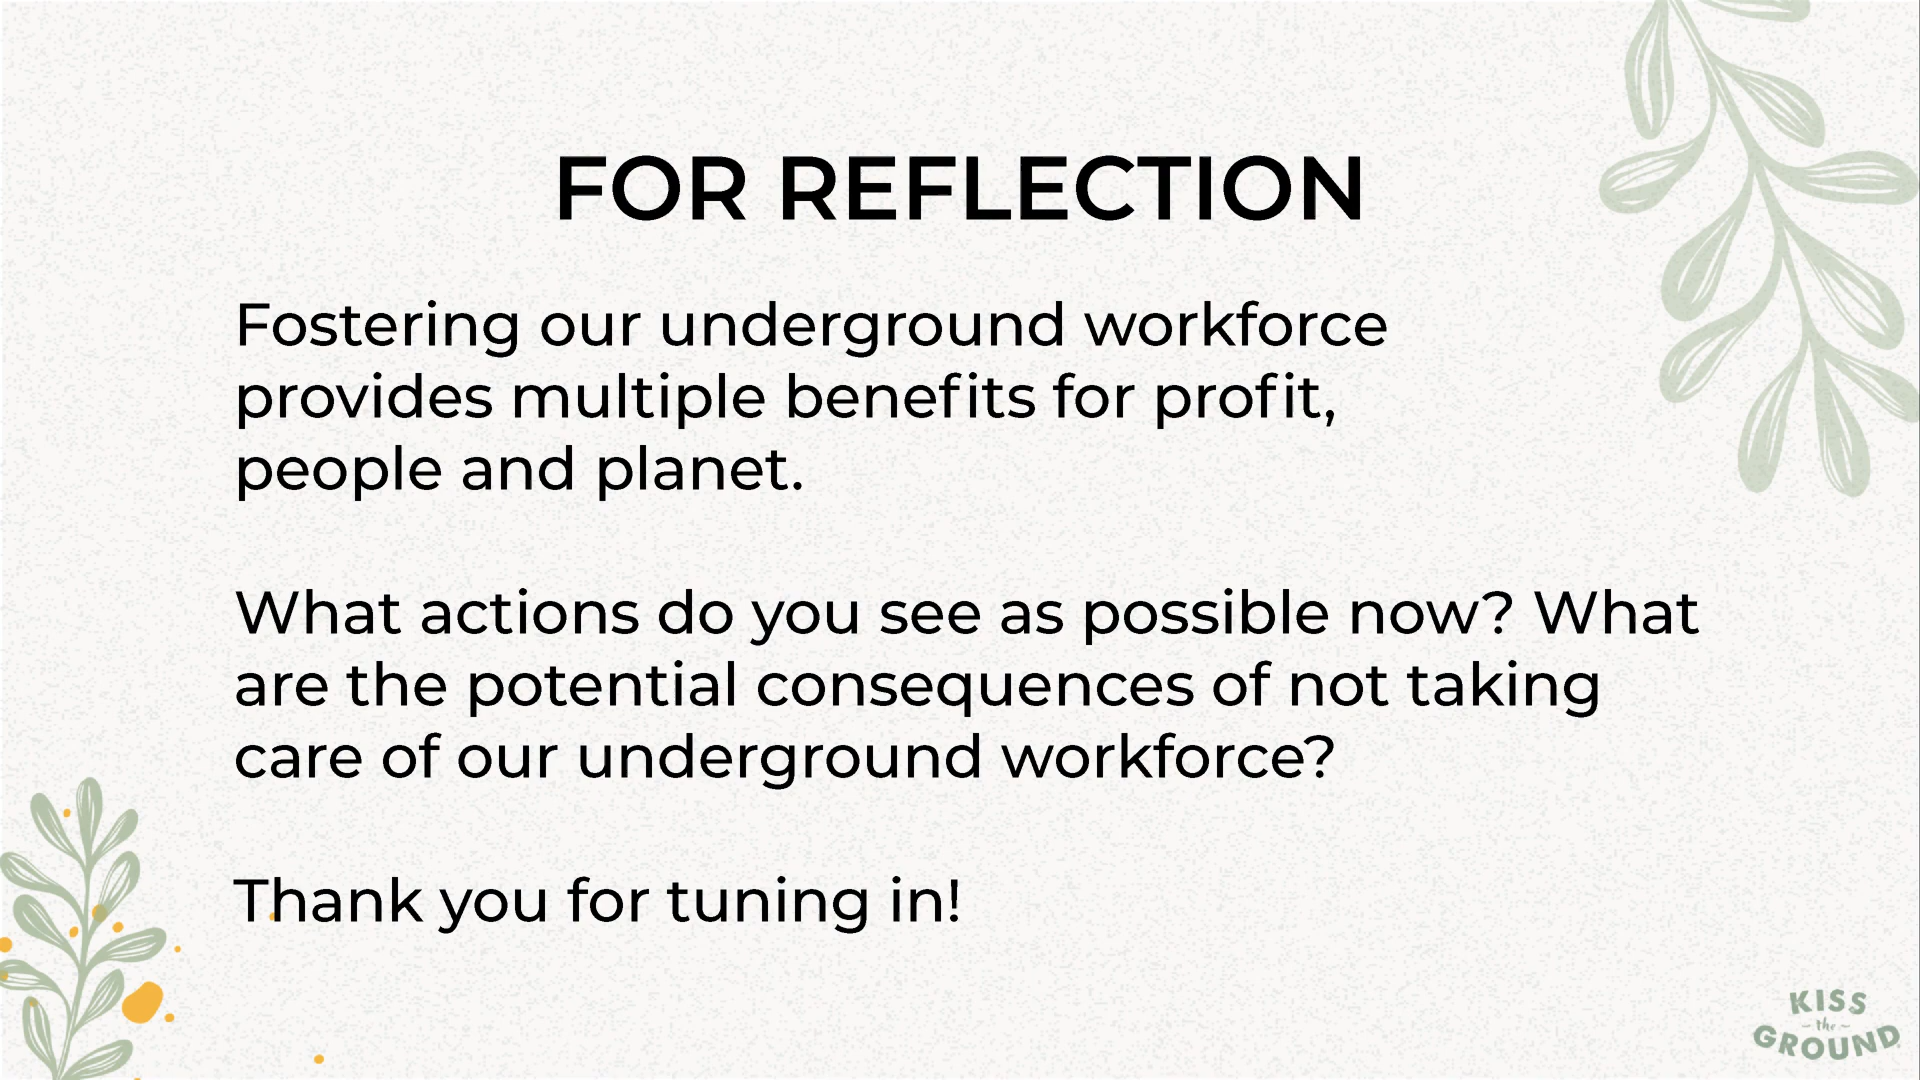 FOR REFLECTION
Fostering our underground workforce
provides multiple benefits for profit,
people and planet.
What actions do you see as possible now? What
are the potential consequences of not taking
care of our underground workforce?
Thank you for tuning in!
KISS
the
GROUND